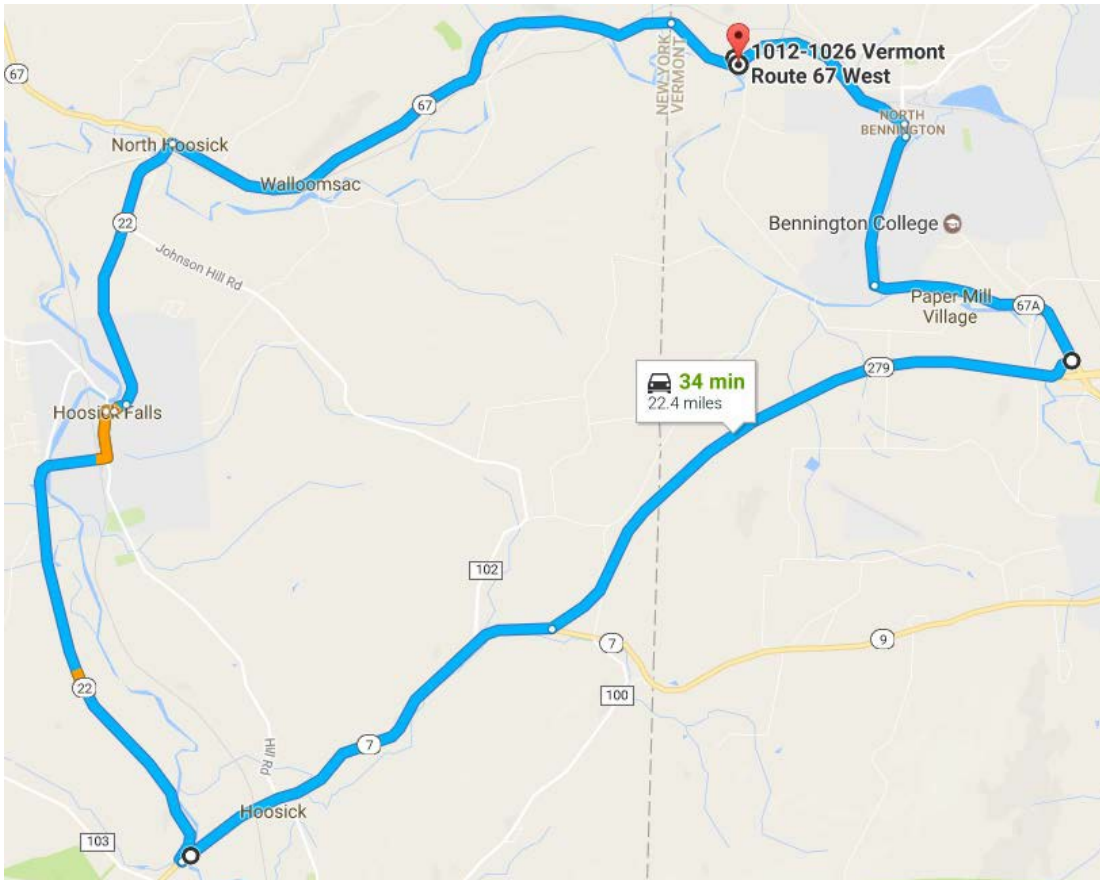 1012-1026 Vermont
Route 67 West
67
NEW YORK
VERMONT
67
NORTH
BENNINGTON
North Hoosick
Walloomsac
22
Bennington College
Johnson Hill Rd
Paper Mill
Village
67A
279
34 min
22.4 miles
Hoosick Falls
102
7
9
22
100
7
Hill Rd
Hoosick
103